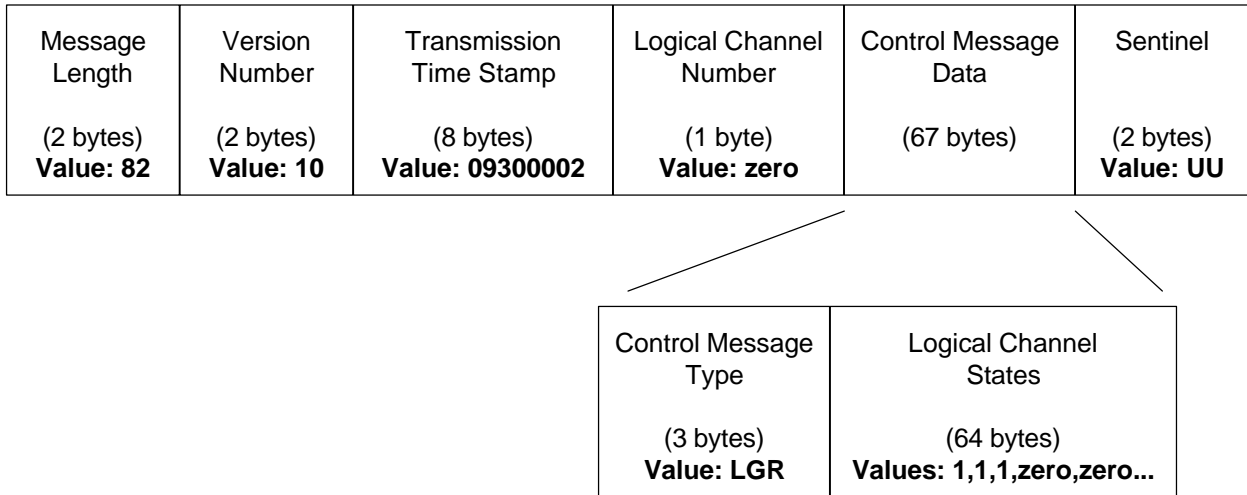 Message
Length
(2 bytes)
Value: 82
Version
Number
(2 bytes)
Value: 10
Transmission
Time Stamp
(8 bytes)
Value: 09300002
Logical Channel
Number
(1 byte)
Value: zero
Control Message
Data
(67 bytes)
Sentinel
(2 bytes)
Value: UU
Control Message
Type
(3 bytes)
Value: LGR
Logical Channel
States
(64 bytes)
Values: 1,1,1,zero,zero...